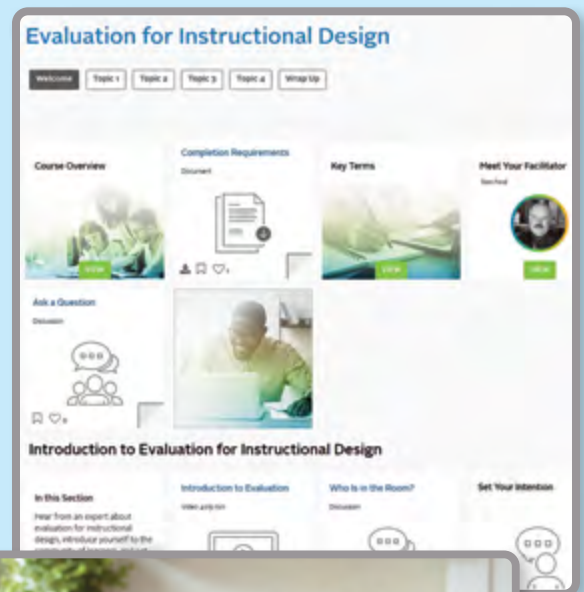 Evaluation for Instructional Design
Welcome Topic 1 Topic 2 Topic 3 Topic 4 Wrap Up
Course Overview
Completion Requirements
Document
Key Terms
Meet Your Facilitator
VIEW
VIEW
VIEW
Ask a Question
Discussion
Introduction to Evaluation for Instructional Design
In this Section
Hear from an expert about
evaluation for instructional
design, introduce yourself to the
Introduction to Evaluation
Who Is in the Room?
Discussion
Set Your Intention